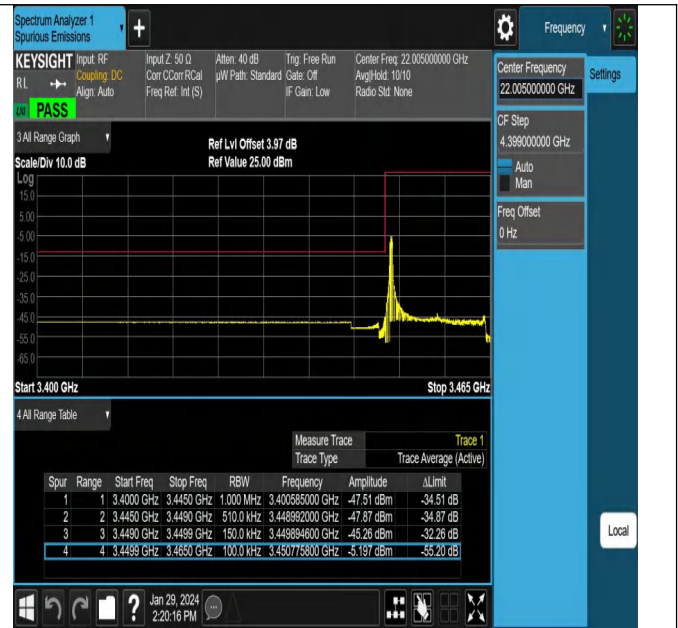 Spectrum Analyzer 1
Spurious Emissions
+
Frequency
KEYSIGHT Input: RF Input Z: 50 Ω Atten: 40 dB Trig: Free Run Center Freq: 22.005000000 GHz
RL Coupling: DC Corr CCorr RCal µW Path: Standard Gate: Off Avg|Hold: 10/10
Align: Auto Freq Ref: Int (S) IF Gain: Low Radio Std: None
PASS
Center Frequency
22.005000000 GHz
Settings
CF Step
4.399000000 GHz
Auto
Man
Freq Offset
0 Hz
Local
3 All Range Graph
Ref Lvl Offset 3.97 dB
Scale/Div 10.0 dB Ref Value 25.00 dBm
Log
15.0
5.00
-5.00
-15.0
-25.0
-35.0
-45.0
-55.0
-65.0
Start 3.400 GHz Stop 3.465 GHz
4 All Range Table
Measure Trace Trace 1
Trace Type Trace Average (Active)
Spur Range Start Freq Stop Freq RBW Frequency Amplitude ΔLimit
1 1 3.4000 GHz 3.4450 GHz 1.000 MHz 3.400585000 GHz -47.51 dBm -34.51 dB
2 2 3.4450 GHz 3.4490 GHz 510.0 kHz 3.448992000 GHz -47.87 dBm -34.87 dB
3 3 3.4490 GHz 3.4499 GHz 150.0 kHz 3.449894600 GHz -45.26 dBm -32.26 dB
4 4 3.4499 GHz 3.4650 GHz 100.0 kHz 3.450775800 GHz -5.197 dBm -55.20 dB
? Jan 29, 2024
2:20:16 PM